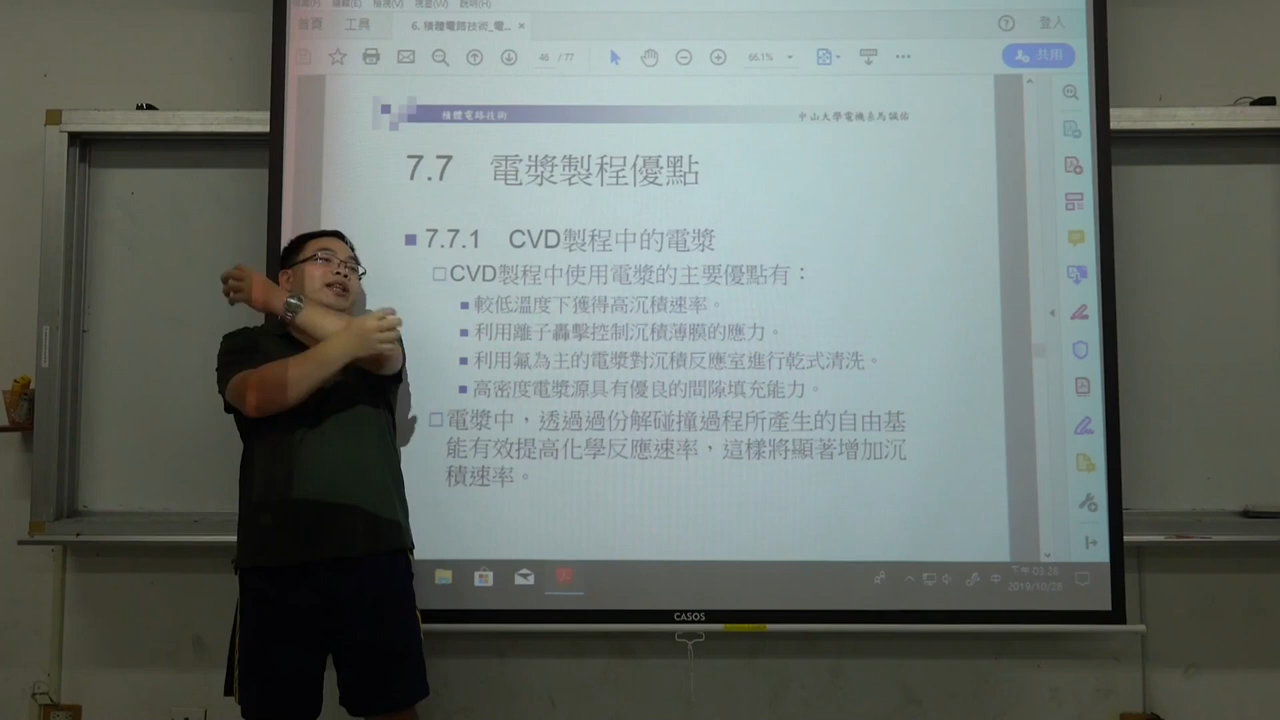 首頁 工具 6. 積體電路技術_電... × 登入
46 / 77 66.1% 共用
積體電路技術 中山大學電機系馬誠佑
7.7 電漿製程優點
7.7.1 CVD製程中的電漿
CVD製程中使用電漿的主要優點有：
較低溫度下獲得高沉積速率。
利用離子轟擊控制沉積薄膜的應力。
利用氟為主的電漿對沉積反應室進行乾式清洗。
高密度電漿源具有優良的間隙填充能力。
電漿中，透過過份解碰撞過程所產生的自由基
能有效提高化學反應速率，這樣將顯著增加沉
積速率。
中 下午 03:28
2019/10/28
CASOS